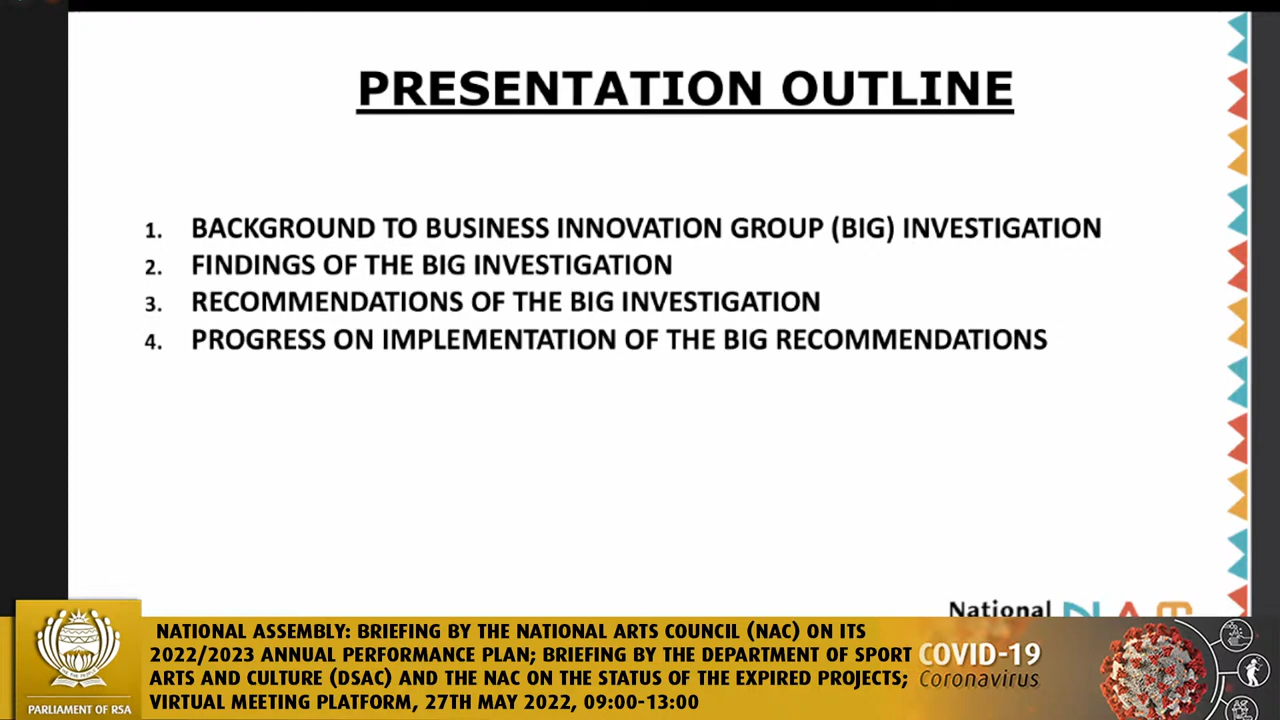 PRESENTATION OUTLINE
1. BACKGROUND TO BUSINESS INNOVATION GROUP (BIG) INVESTIGATION
2. FINDINGS OF THE BIG INVESTIGATION
3. RECOMMENDATIONS OF THE BIG INVESTIGATION
4. PROGRESS ON IMPLEMENTATION OF THE BIG RECOMMENDATIONS
National
NATIONAL ASSEMBLY: BRIEFING BY THE NATIONAL ARTS COUNCIL (NAC) ON ITS
2022/2023 ANNUAL PERFORMANCE PLAN; BRIEFING BY THE DEPARTMENT OF SPORT
ARTS AND CULTURE (DSAC) AND THE NAC ON THE STATUS OF THE EXPIRED PROJECTS;
VIRTUAL MEETING PLATFORM, 27TH MAY 2022, 09:00-13:00
PARLIAMENT OF RSA
COVID-19
Coronavirus